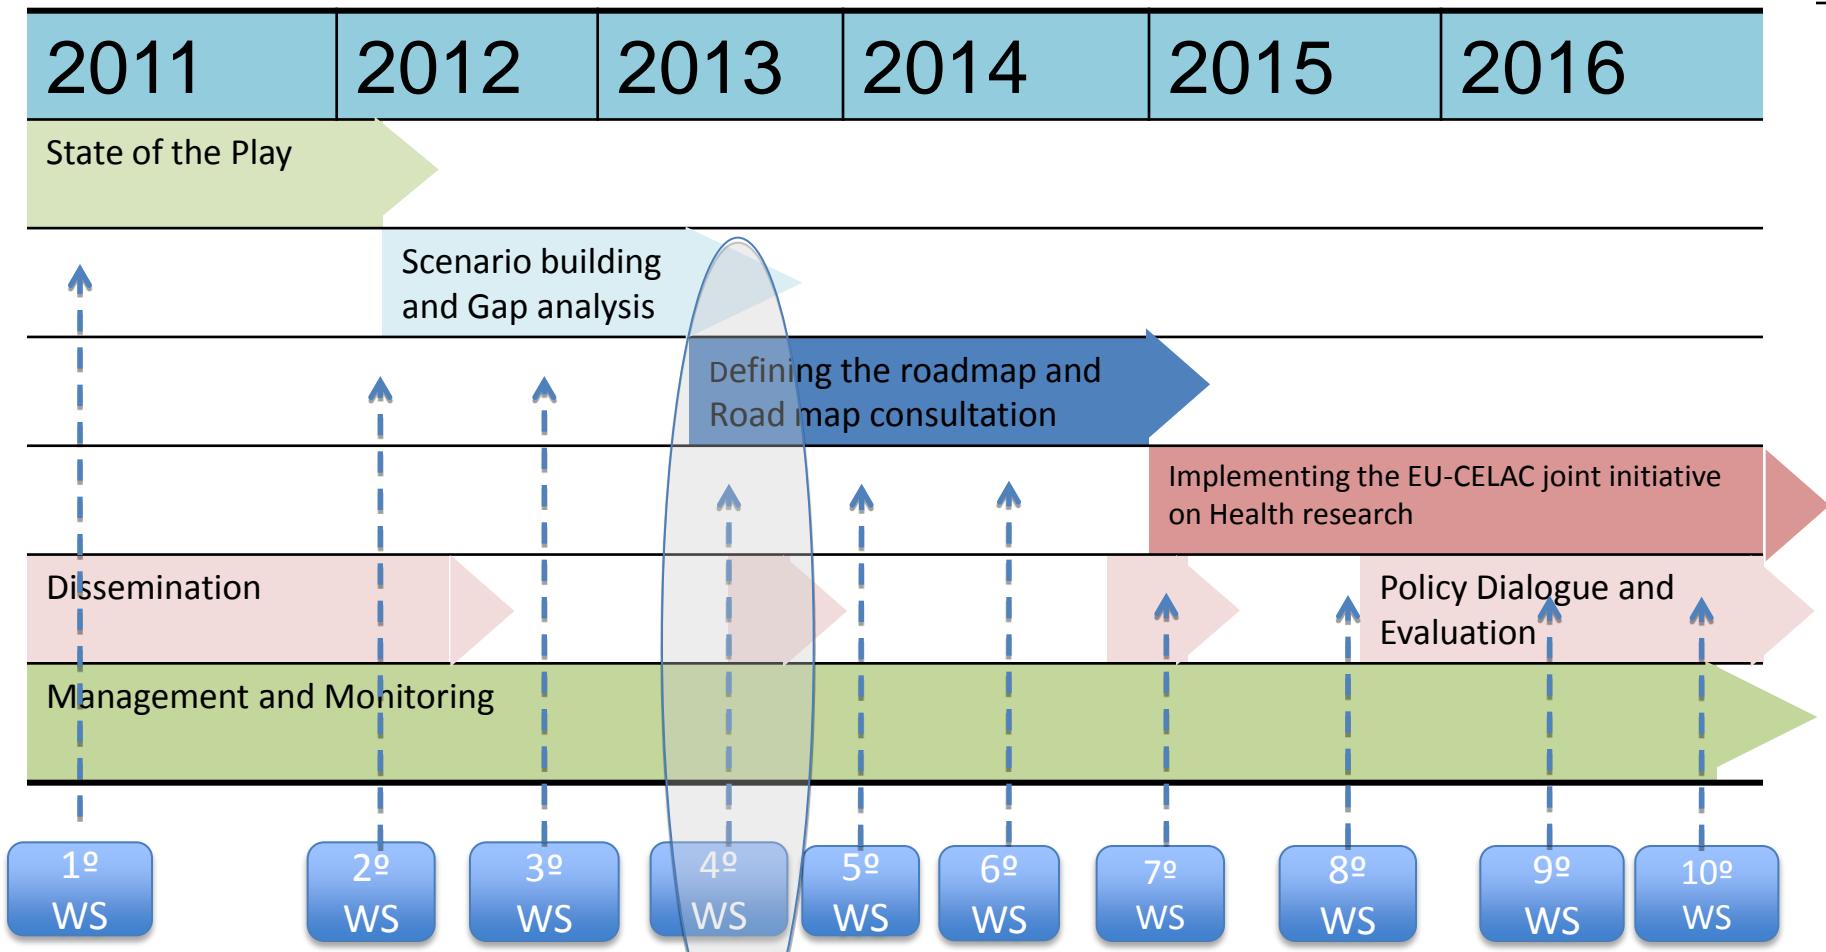 2011 2012 2013 2014 2015 2016
State of the Play
Scenario building
and Gap analysis
Defining the roadmap and
Road map consultation
Implementing the EU-CELAC joint initiative
on Health research
Dissemination
Policy Dialogue and
Evaluation
Management and Monitoring
1º
WS
2º
WS
3º
WS
4º
WS
5º
WS
6º
WS
7º
WS
8º
WS
9º
WS
10º
WS